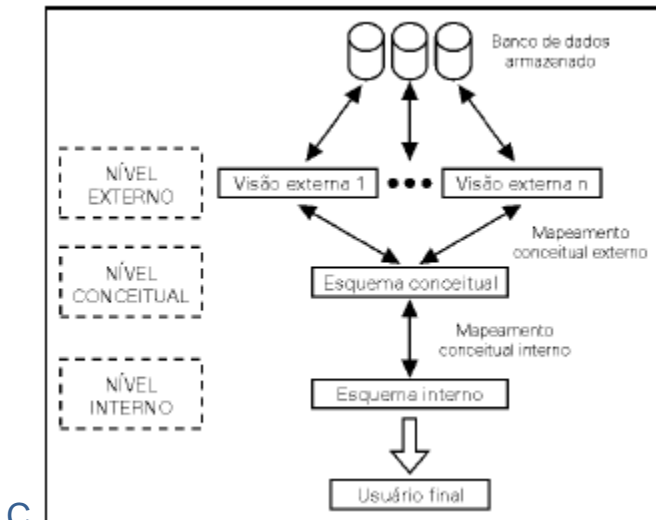 Banco de dados
armazenado
NÍVEL
EXTERNO
Visão externa 1
Visão externa n
Mapeamento
conceitual externo
NÍVEL
CONCEITUAL
Esquema conceitual
Mapeamento
conceitual interno
NÍVEL
INTERNO
Esquema interno
Usuário final
C